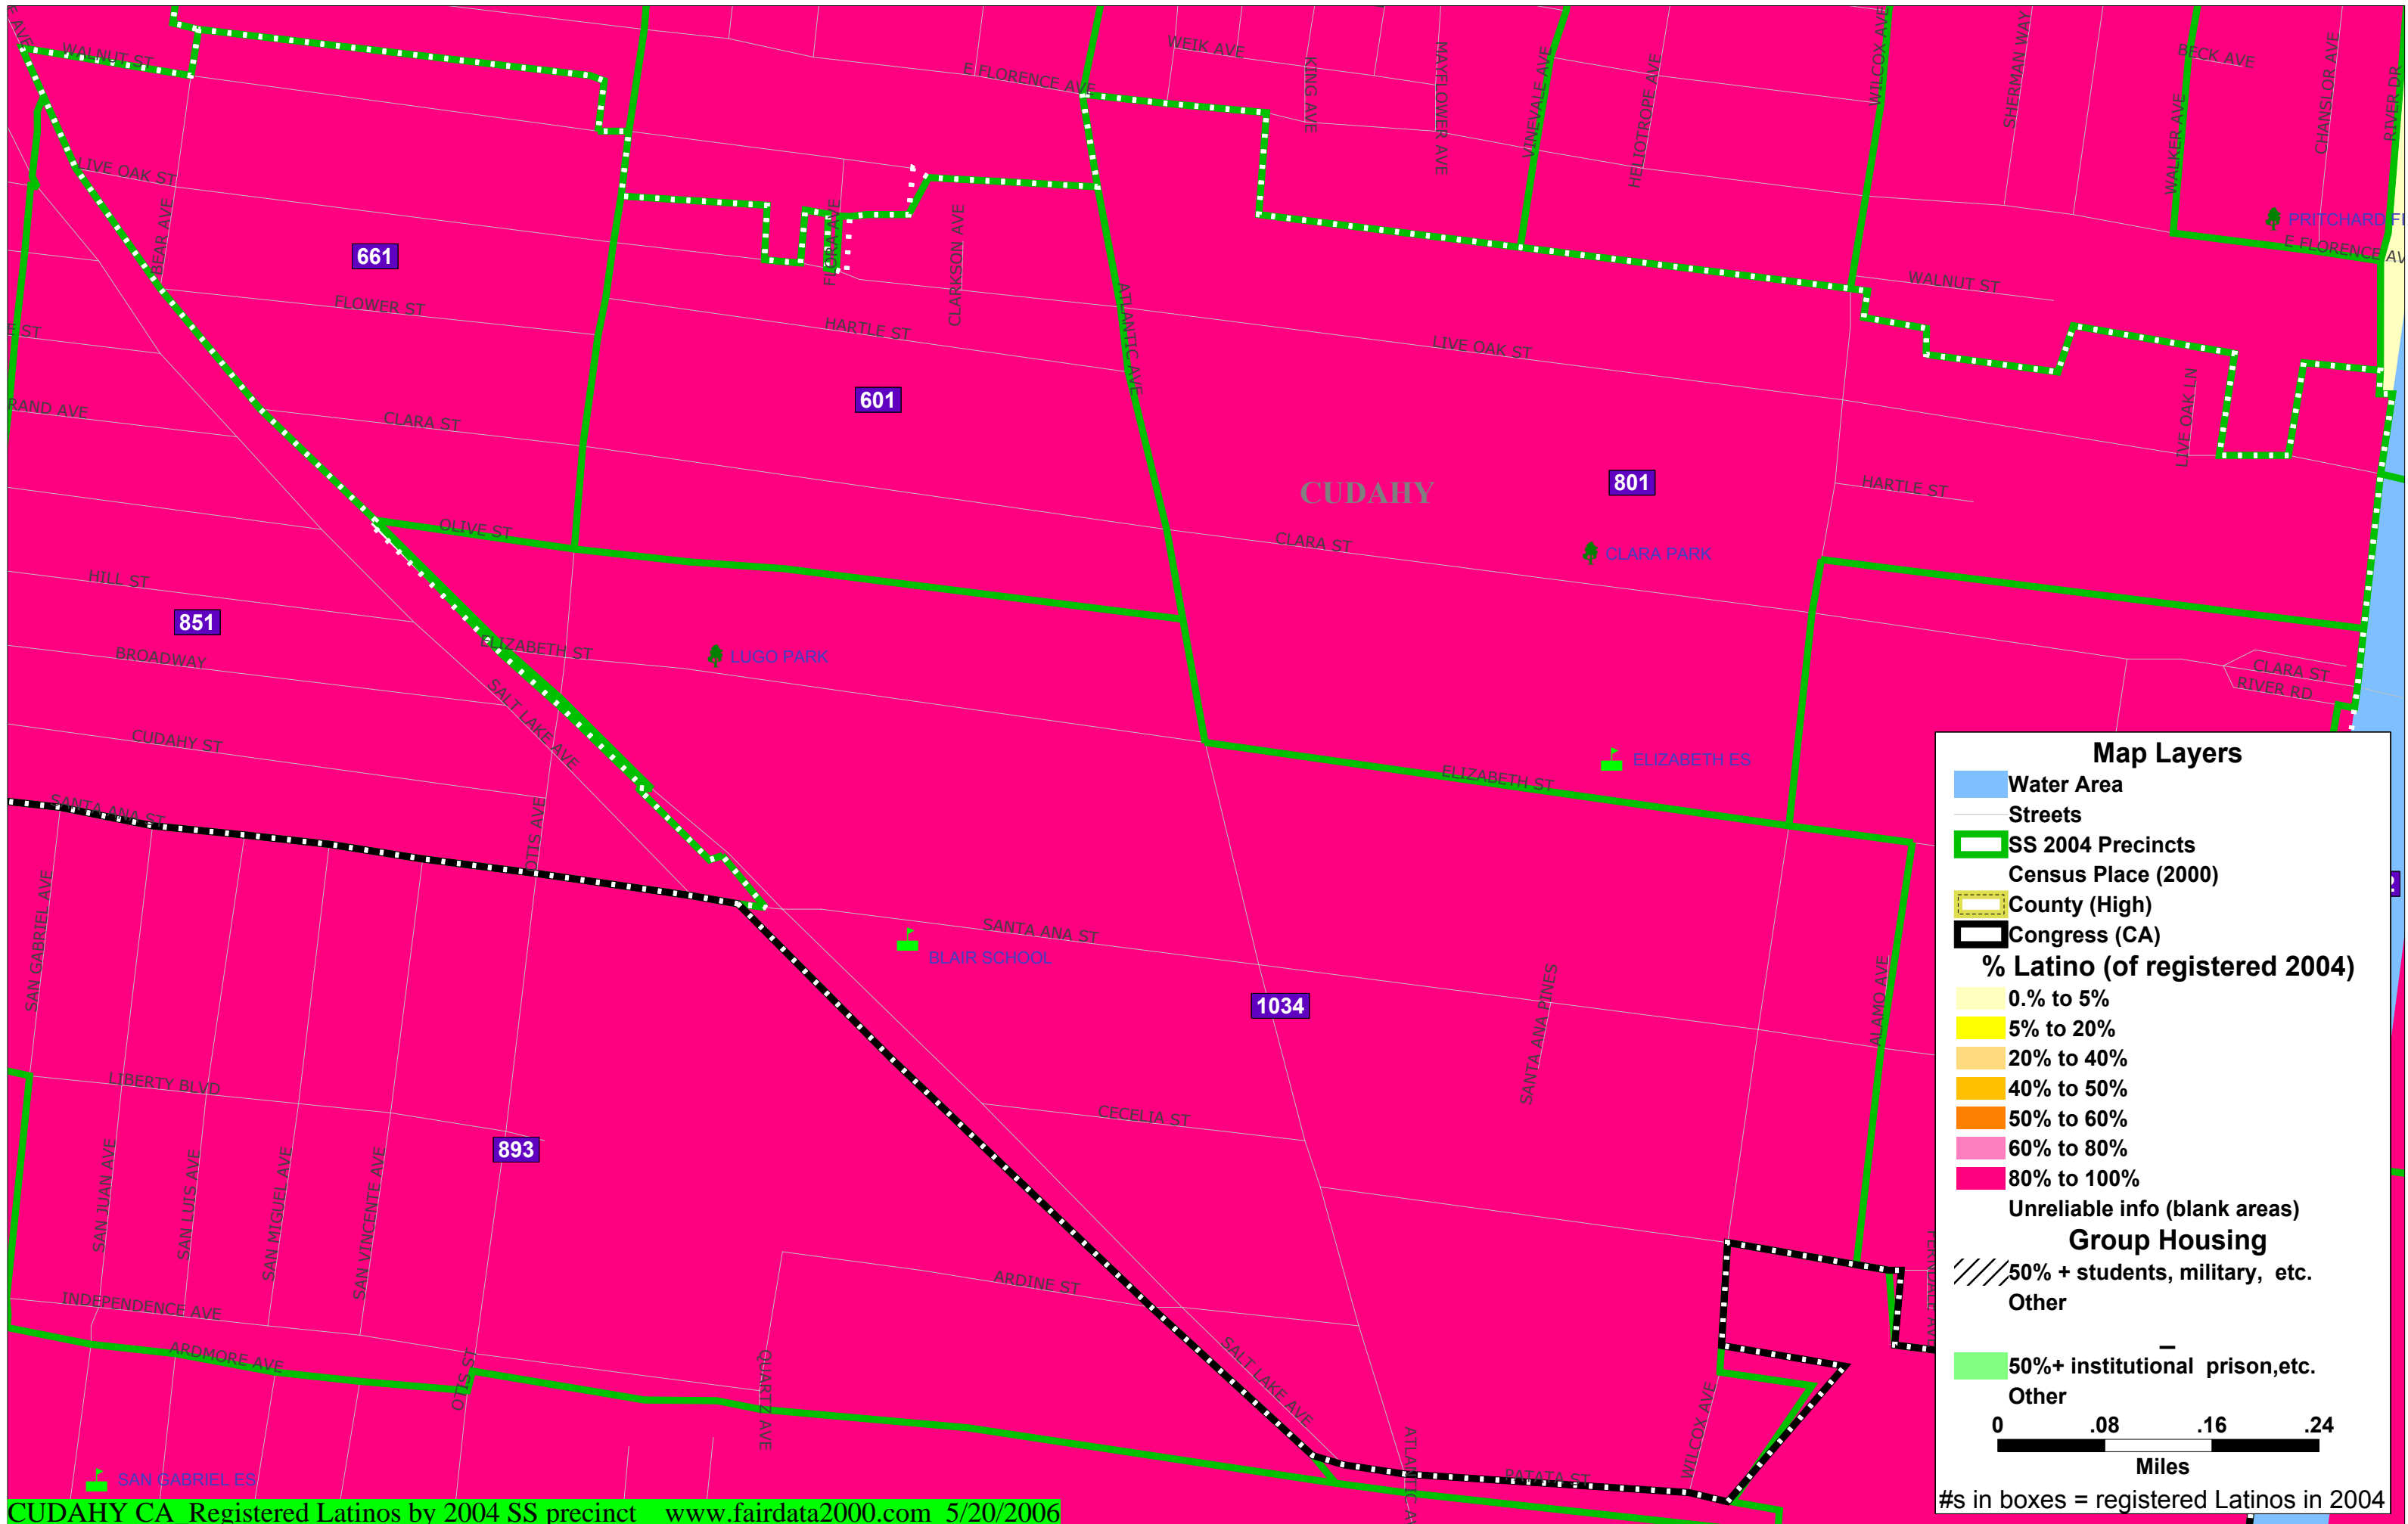 E AVE
WALNUT ST
E FLORENCE AVE
WEIK AVE
KING AVE
MAYFLOWER AVE
VINEVALE AVE
HELIOTROPE AVE
WILCOX AVE
SHERMAN WAY
BECK AVE
WALKER AVE
CHANSLOR AVE
RIVER DR
LIVE OAK ST
BEAR AVE
661
FLORA AVE
CLARKSON AVE
PRITCHARD FI
E FLORENCE AV
WALNUT ST
FLOWER ST
HARTLE ST
ATLANTIC AVE
LIVE OAK ST
E ST
601
LIVE OAK LN
RAND AVE
CLARA ST
CUDAHY
801
HARTLE ST
OLIVE ST
CLARA ST
CLARA PARK
HILL ST
851
BROADWAY
ELIZABETH ST
LUGO PARK
CLARA ST
RIVER RD
SALT LAKE AVE
CUDAHY ST
ELIZABETH ES
ELIZABETH ST
SANTA ANA ST
OTIS AVE
SAN GABRIEL AVE
SANTA ANA ST
BLAIR SCHOOL
1034
SANTA ANA PINES
ALAMO AVE
LIBERTY BLVD
CECELIA ST
893
SAN JUAN AVE
SAN LUIS AVE
SAN MIGUEL AVE
SAN VINCENTE AVE
ARDINE ST
INDEPENDENCE AVE
ARDMORE AVE
OTIS ST
QUARTZ AVE
SALT LAKE AVE
WILCOX AVE
ATLANTIC A
PATATA ST
SAN GABRIEL ES
Map Layers
Water Area
Streets
SS 2004 Precincts
Census Place (2000)
County (High)
Congress (CA)
% Latino (of registered 2004)
0.% to 5%
5% to 20%
20% to 40%
40% to 50%
50% to 60%
60% to 80%
80% to 100%
Unreliable info (blank areas)
Group Housing
50% + students, military, etc.
Other
50%+ institutional prison,etc.
Other
0 .08 .16 .24
Miles
#s in boxes = registered Latinos in 2004
CUDAHY CA Registered Latinos by 2004 SS precinct www.fairdata2000.com 5/20/2006